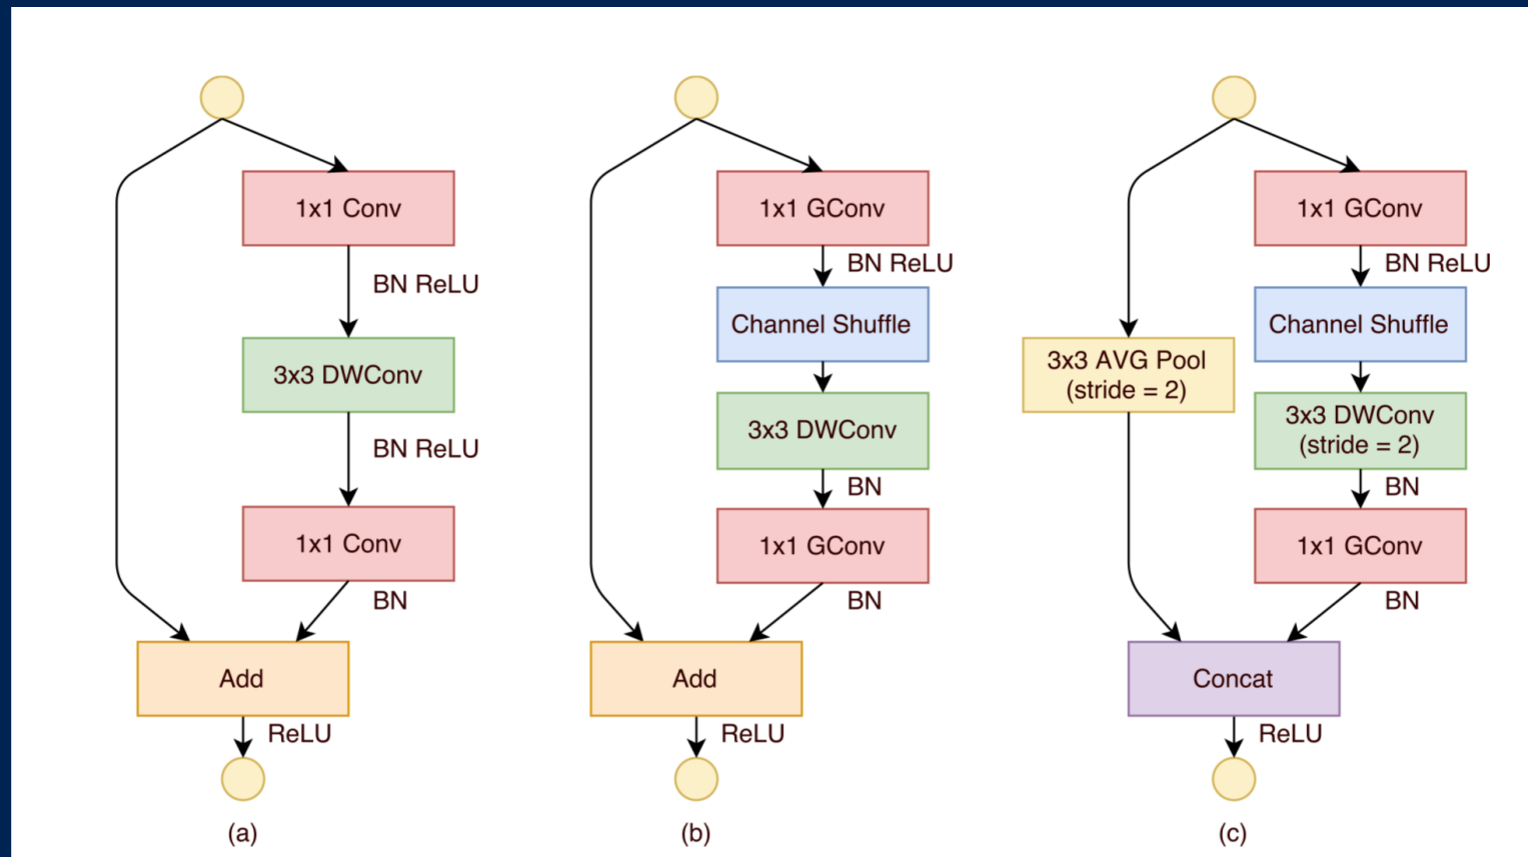 1x1 Conv
BN ReLU
3x3 DWConv
BN ReLU
1x1 Conv
BN
Add
ReLU
(a)
1x1 GConv
BN ReLU
Channel Shuffle
3x3 DWConv
BN
1x1 GConv
BN
Add
ReLU
(b)
3x3 AVG Pool
(stride = 2)
1x1 GConv
BN ReLU
Channel Shuffle
3x3 DWConv
(stride = 2)
BN
1x1 GConv
BN
Concat
ReLU
(c)